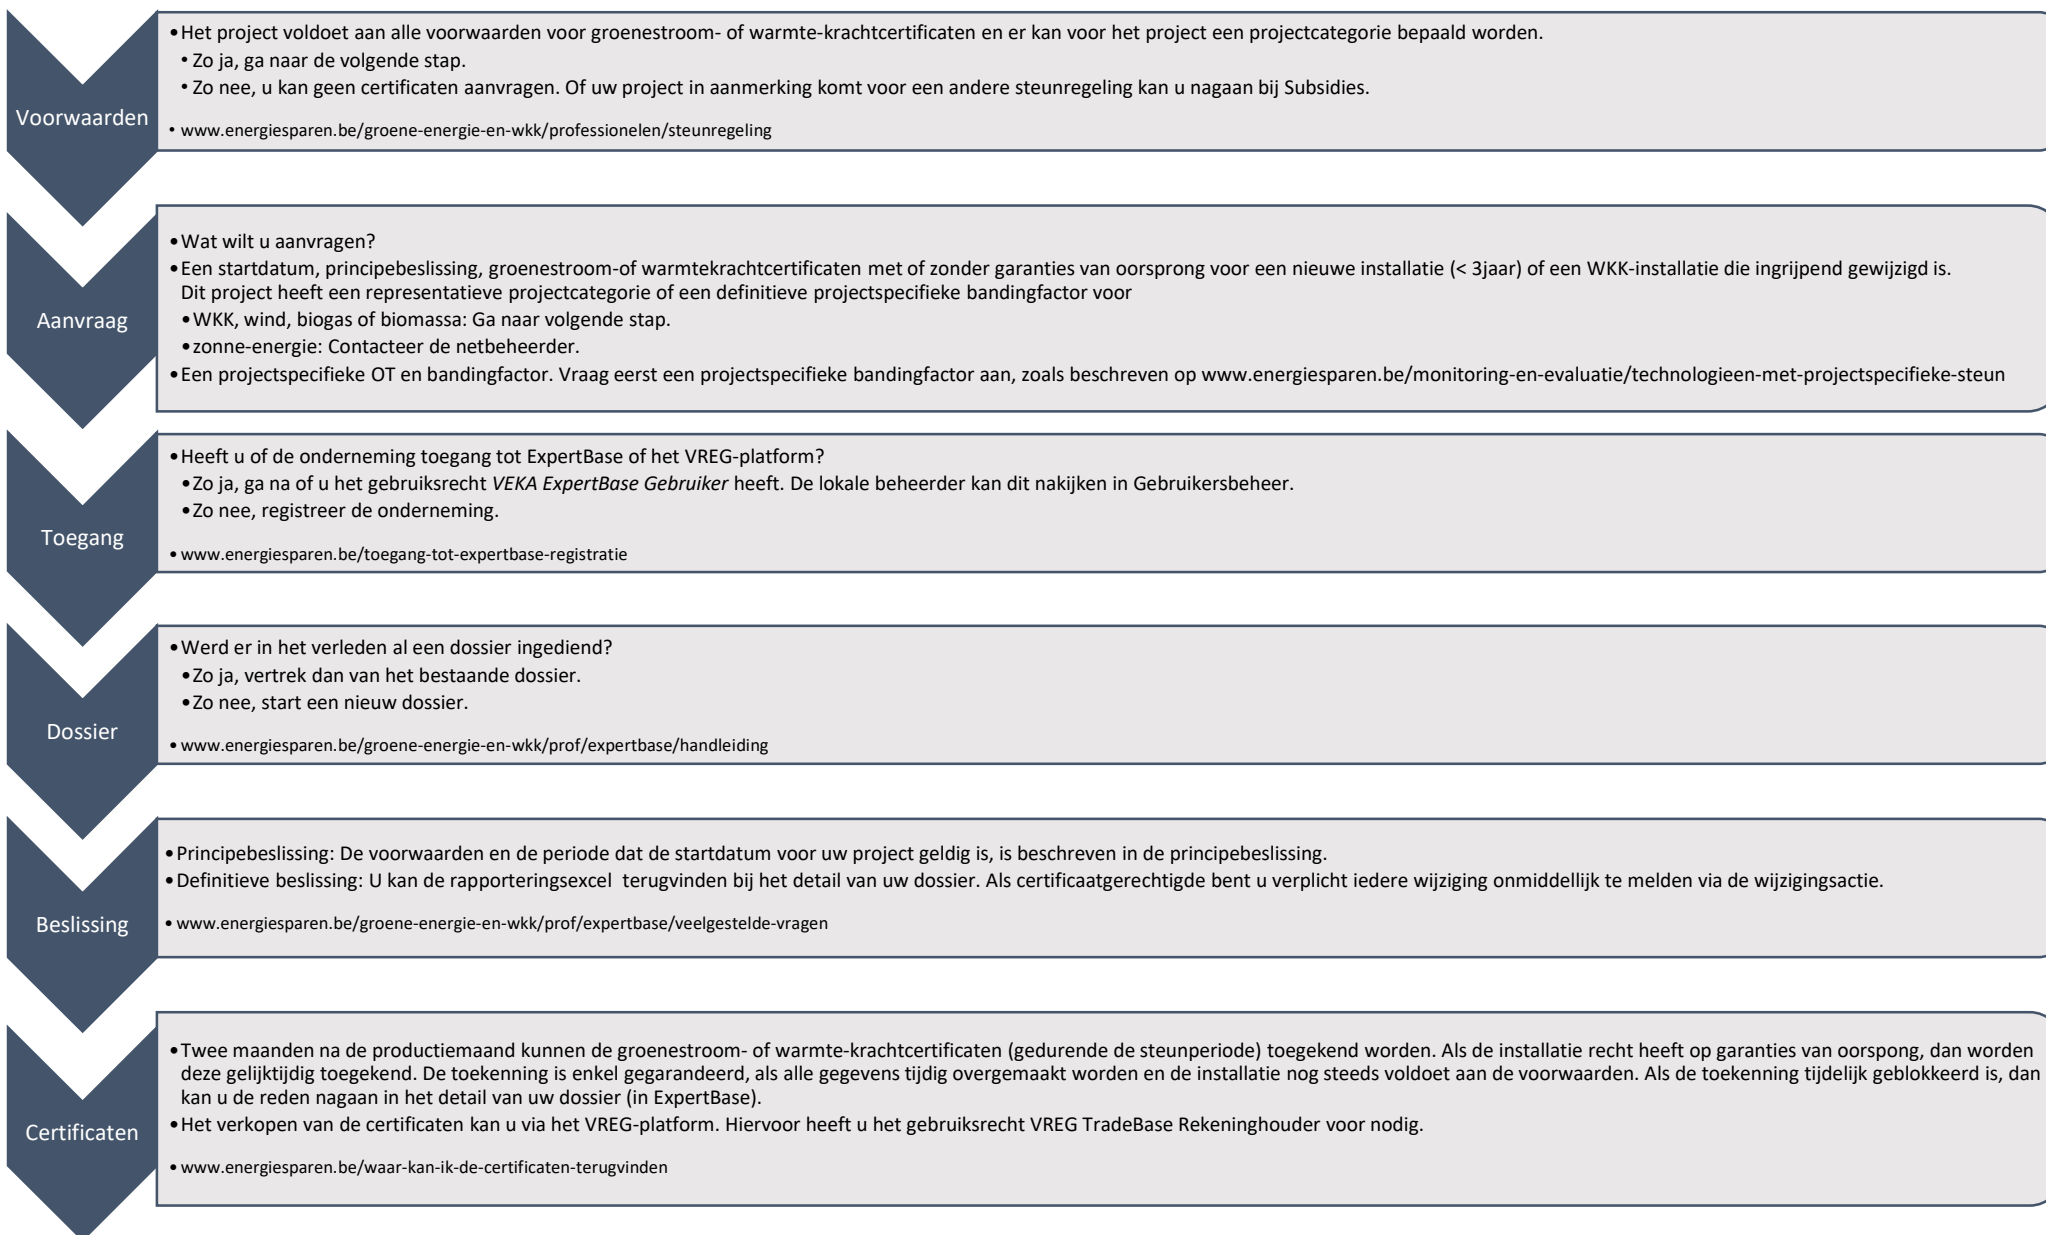 Voorwaarden
•Het project voldoet aan alle voorwaarden voor groenestroom- of warmte-krachtcertificaten en er kan voor het project een projectcategorie bepaald worden.
• Zo ja, ga naar de volgende stap.
• Zo nee, u kan geen certificaten aanvragen. Of uw project in aanmerking komt voor een andere steunregeling kan u nagaan bij Subsidies.
• www.energiesparen.be/groene-energie-en-wkk/professionelen/steunregeling
Aanvraag
•Wat wilt u aanvragen?
•Een startdatum, principebeslissing, groenestroom-of warmtekrachtcertificaten met of zonder garanties van oorsprong voor een nieuwe installatie (< 3jaar) of een WKK-installatie die ingrijpend gewijzigd is.
Dit project heeft een representatieve projectcategorie of een definitieve projectspecifieke bandingfactor voor
•WKK, wind, biogas of biomassa: Ga naar volgende stap.
•zonne-energie: Contacteer de netbeheerder.
•Een projectspecifieke OT en bandingfactor. Vraag eerst een projectspecifieke bandingfactor aan, zoals beschreven op www.energiesparen.be/monitoring-en-evaluatie/technologieen-met-projectspecifieke-steun
Toegang
•Heeft u of de onderneming toegang tot ExpertBase of het VREG-platform?
•Zo ja, ga na of u het gebruiksrecht VEKA ExpertBase Gebruiker heeft. De lokale beheerder kan dit nakijken in Gebruikersbeheer.
•Zo nee, registreer de onderneming.
• www.energiesparen.be/toegang-tot-expertbase-registratie
Dossier
•Werd er in het verleden al een dossier ingediend?
•Zo ja, vertrek dan van het bestaande dossier.
•Zo nee, start een nieuw dossier.
• www.energiesparen.be/groene-energie-en-wkk/prof/expertbase/handleiding
Beslissing
•Principebeslissing: De voorwaarden en de periode dat de startdatum voor uw project geldig is, is beschreven in de principebeslissing.
•Definitieve beslissing: U kan de rapporteringsexcel  terugvinden bij het detail van uw dossier. Als certificaatgerechtigde bent u verplicht iedere wijziging onmiddellijk te melden via de wijzigingsactie.
• www.energiesparen.be/groene-energie-en-wkk/prof/expertbase/veelgestelde-vragen
Certificaten
•Twee maanden na de productiemaand kunnen de groenestroom- of warmte-krachtcertificaten (gedurende de steunperiode) toegekend worden. Als de installatie recht heeft op garanties van oorspong, dan worden
deze gelijktijdig toegekend. De toekenning is enkel gegarandeerd, als alle gegevens tijdig overgemaakt worden en de installatie nog steeds voldoet aan de voorwaarden. Als de toekenning tijdelijk geblokkeerd is, dan
kan u de reden nagaan in het detail van uw dossier (in ExpertBase).
•Het verkopen van de certificaten kan u via het VREG-platform. Hiervoor heeft u het gebruiksrecht VREG TradeBase Rekeninghouder voor nodig.
• www.energiesparen.be/waar-kan-ik-de-certificaten-terugvinden